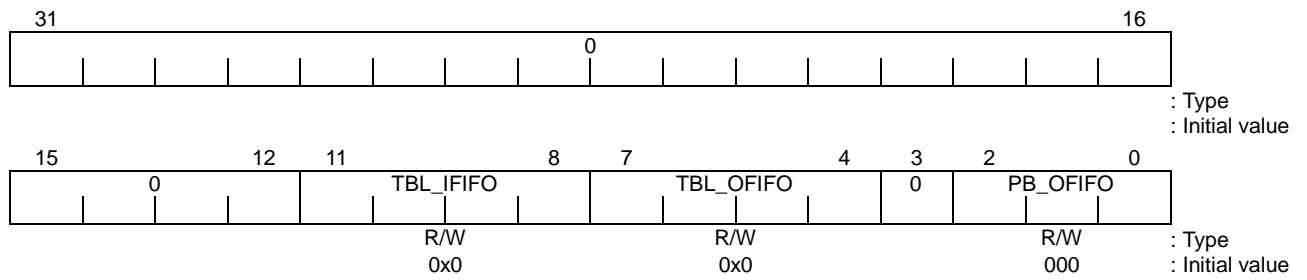 31 16
0
: Type
: Initial value
15 12 11 8 7 4 3 2 0
0 TBL_IFIFO TBL_OFIFO 0 PB_OFIFO
R/W R/W R/W : Type
0x0 0x0 000 : Initial value